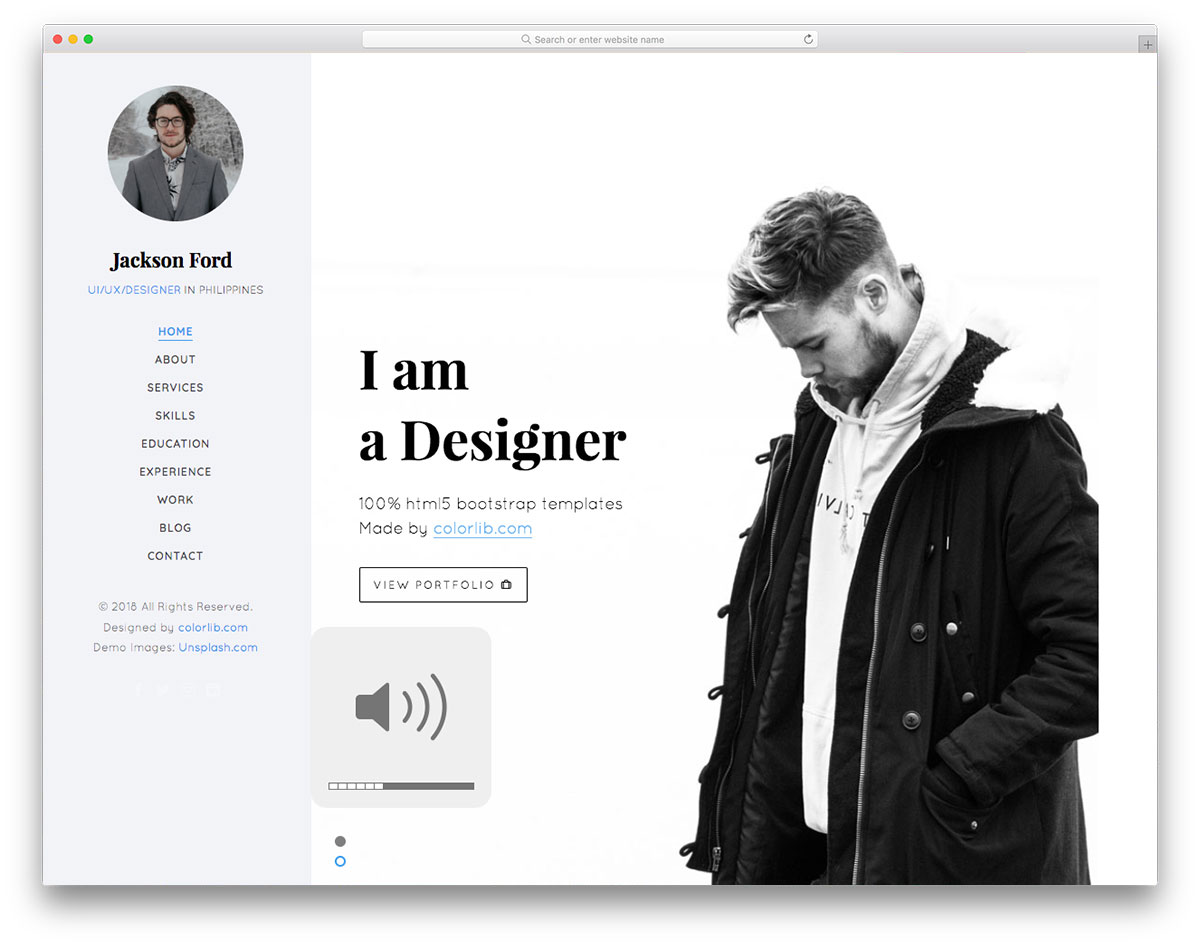 Search or enter website name
Jackson Ford
UI/UX/DESIGNER IN PHILIPPINES
HOME
ABOUT
SERVICES
SKILLS
EDUCATION
EXPERIENCE
WORK
BLOG
CONTACT
© 2018 All Rights Reserved.
Designed by colorlib.com
Demo Images: Unsplash.com
I am
a Designer
100% html5 bootstrap templates
Made by colorlib.com
VIEW PORTFOLIO